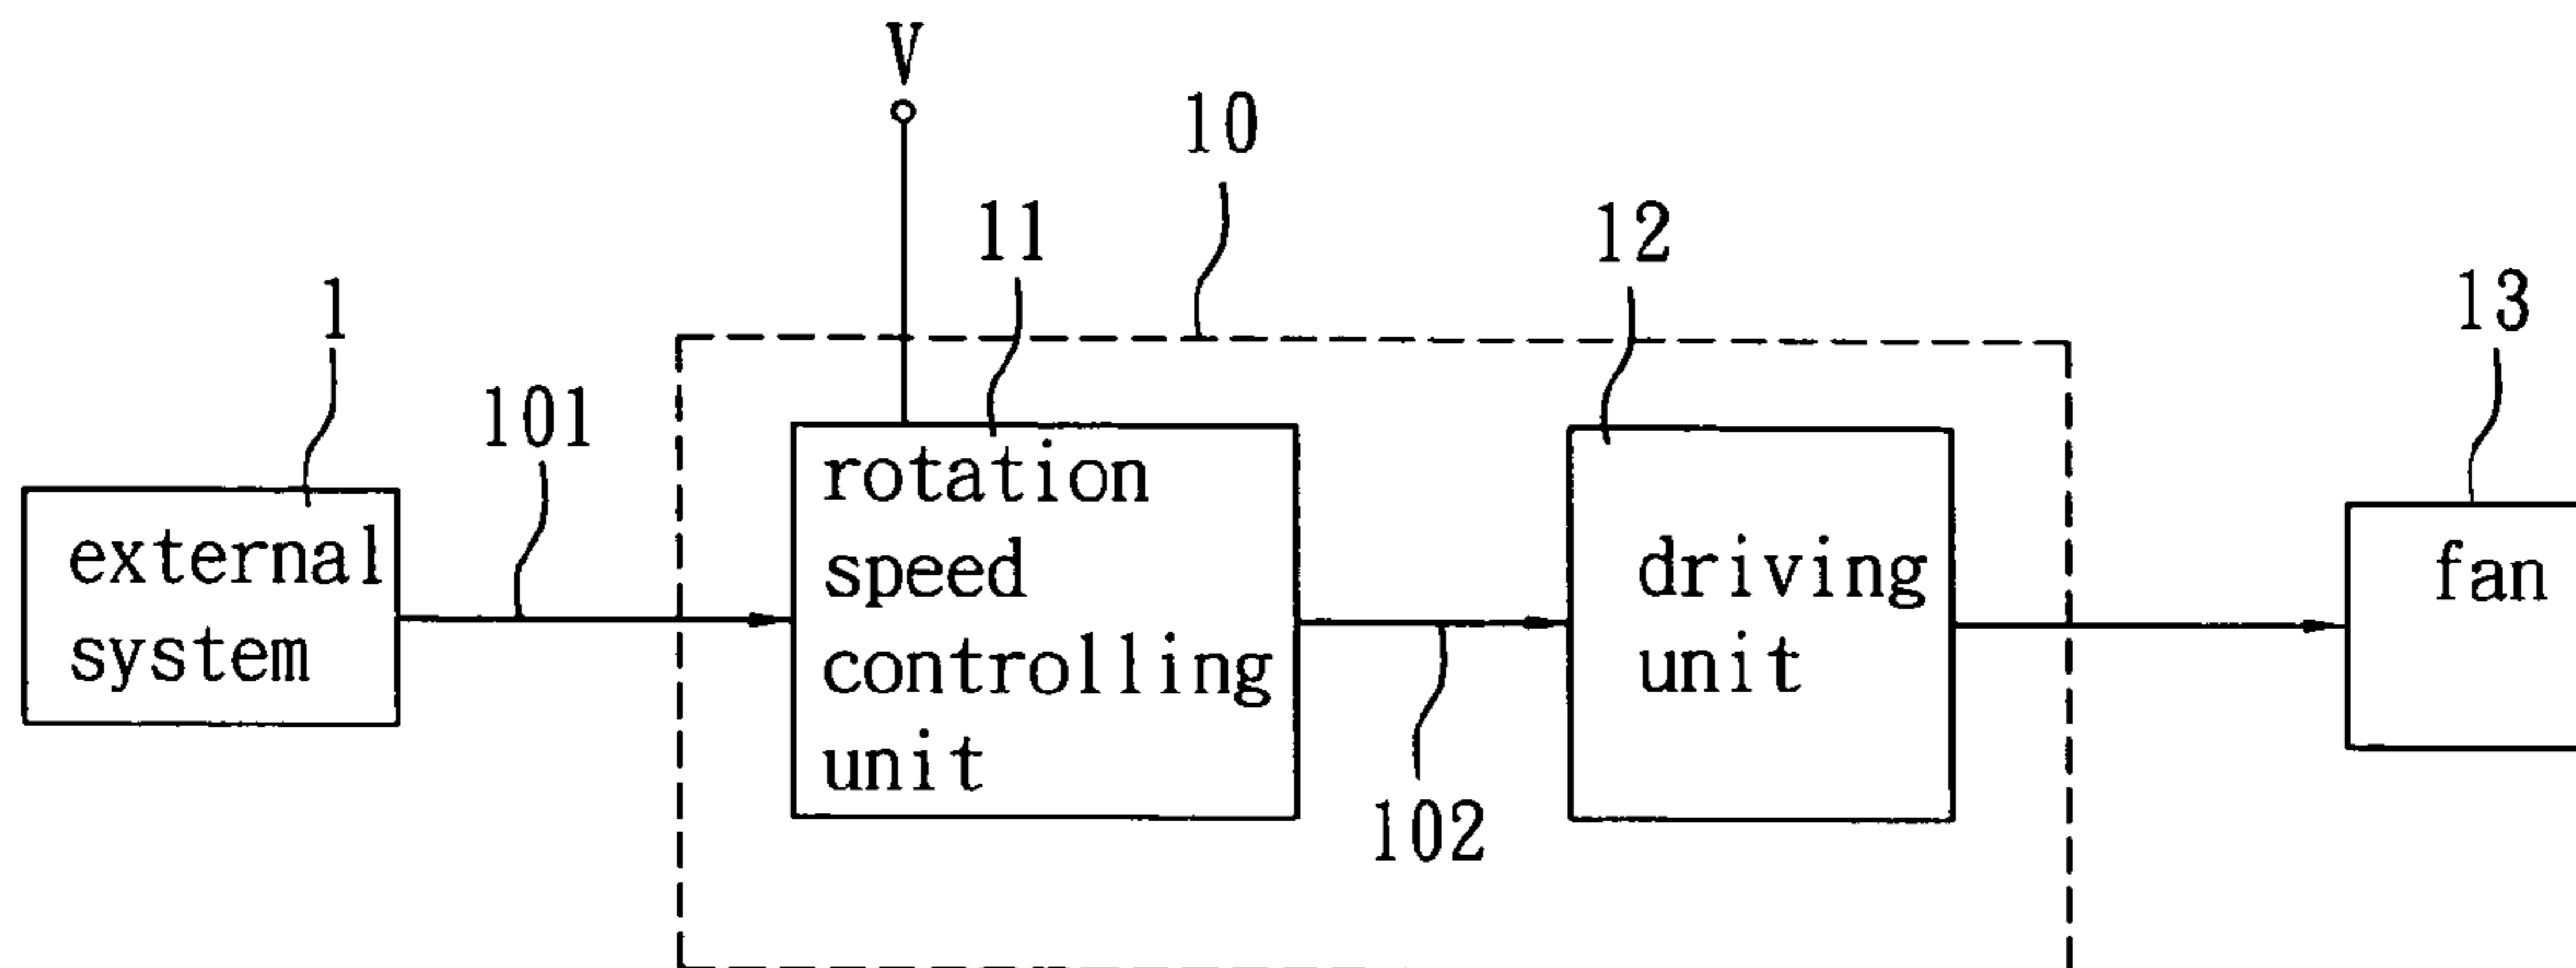 V
10
11
12
1
13
101
external
system
rotation
speed
controlling
unit
driving
unit
fan
102